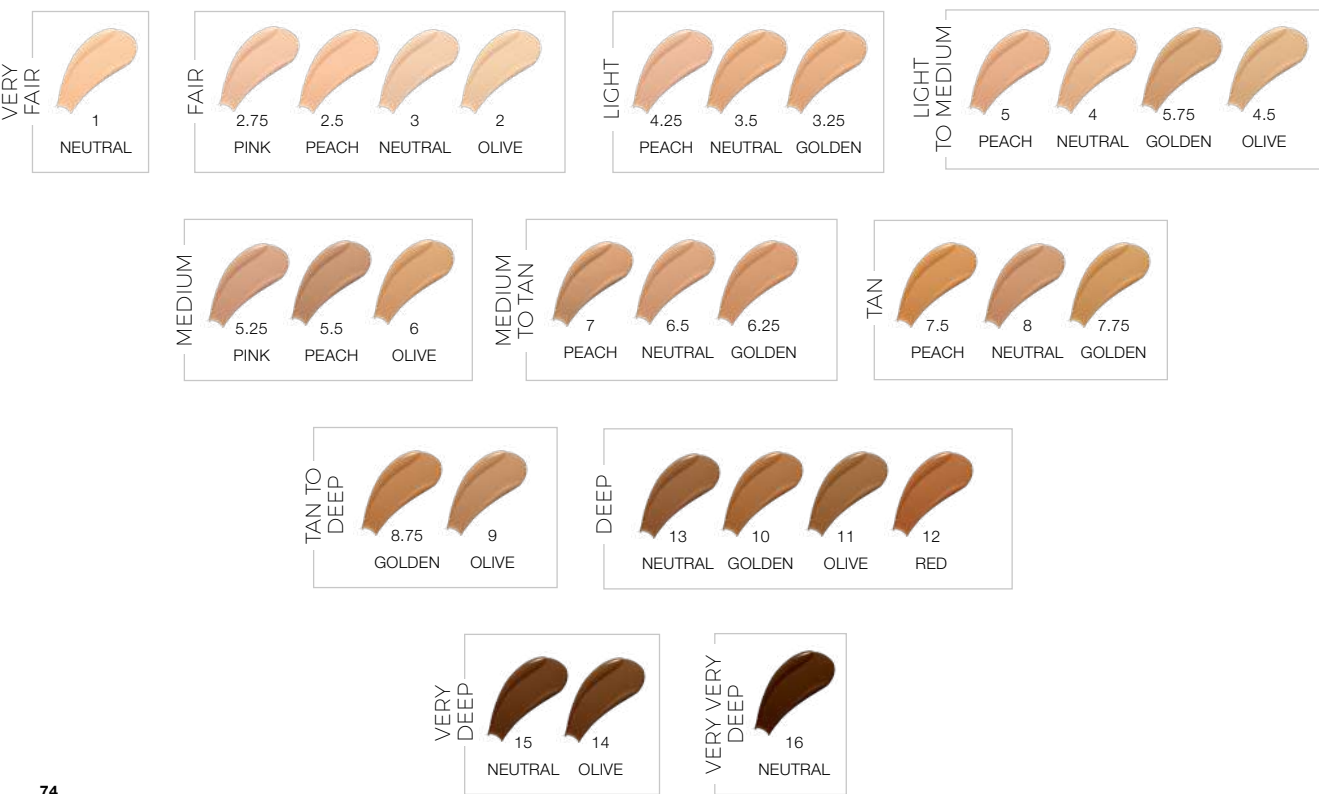 VERY
FAIR
1
NEUTRAL
FAIR
2.75 2.5 3 2
PINK PEACH NEUTRAL OLIVE
LIGHT
4.25 3.5 3.25
PEACH NEUTRAL GOLDEN
LIGHT
TO MEDIUM
5 4 5.75 4.5
PEACH NEUTRAL GOLDEN OLIVE
MEDIUM
5.25 5.5 6
PINK PEACH OLIVE
MEDIUM
TO TAN
7 6.5 6.25
PEACH NEUTRAL GOLDEN
TAN
7.5 8 7.75
PEACH NEUTRAL GOLDEN
TAN TO
DEEP
8.75 9
GOLDEN OLIVE
DEEP
13 10 11 12
NEUTRAL GOLDEN OLIVE RED
VERY
DEEP
15 14
NEUTRAL OLIVE
VERY VERY
DEEP
16
NEUTRAL
74